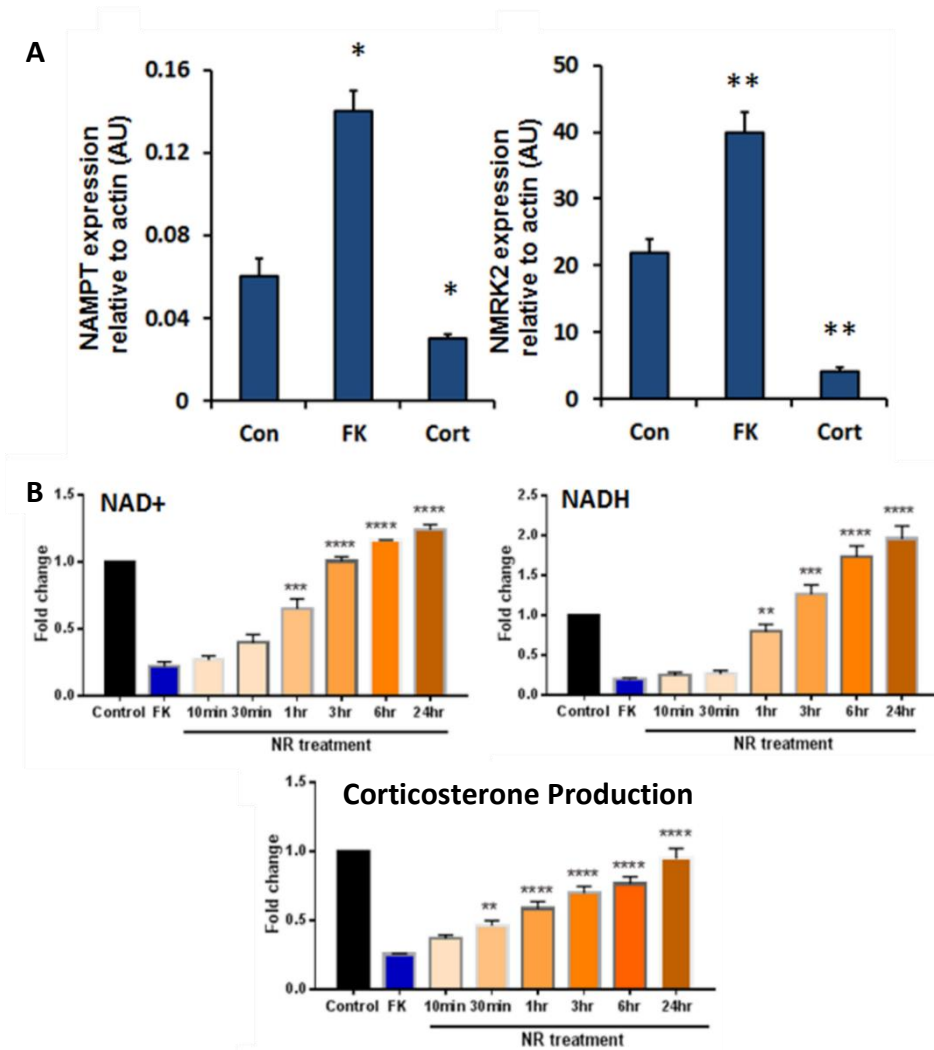 A
NAMPT expression
relative to actin (AU)
0.16
0.12
0.08
0.04
0
*
*
Con FK Cort
NMRK2 expression
relative to actin (AU)
50
40
30
20
10
0
**
**
Con FK Cort
B
NAD+
Fold change
1.5
1.0
0.5
0.0
*** **** **** ****
Control FK 10min 30min 1hr 3hr 6hr 24hr
NR treatment
NADH
Fold change
2.5
2.0
1.5
1.0
0.5
0.0
** *** **** ****
Control FK 10min 30min 1hr 3hr 6hr 24hr
NR treatment
Corticosterone Production
Fold change
1.5
1.0
0.5
0.0
** **** **** **** ****
Control FK 10min 30min 1hr 3hr 6hr 24hr
NR treatment